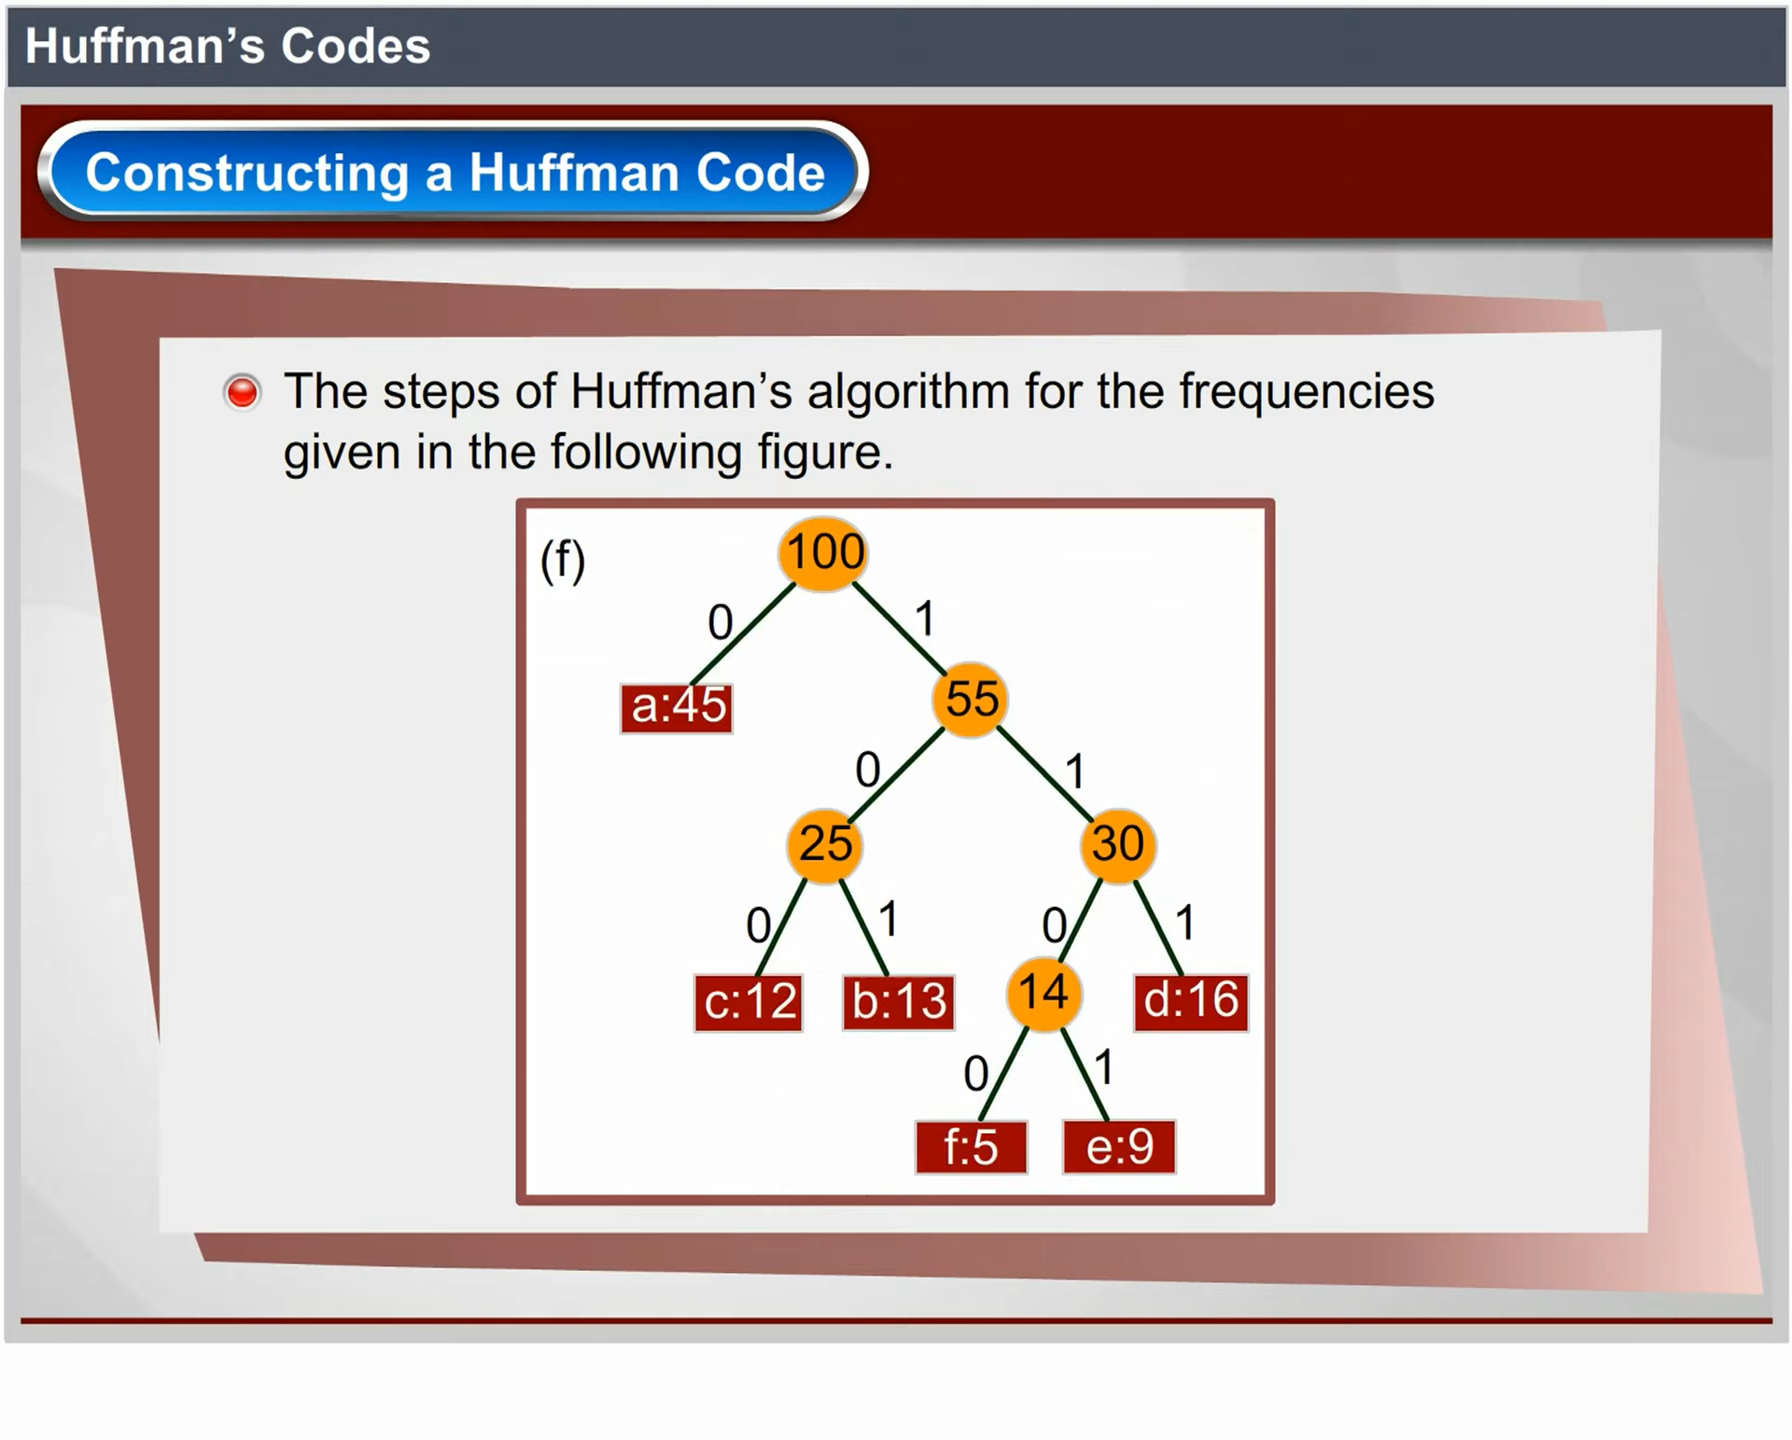 Huffman’s Codes
Constructing a Huffman Code
The steps of Huffman’s algorithm for the frequencies
given in the following figure.
(f)
100
0 1
a:45
55
0 1
25 30
0 1 0 1
c:12 b:13 14 d:16
0 1
f:5 e:9